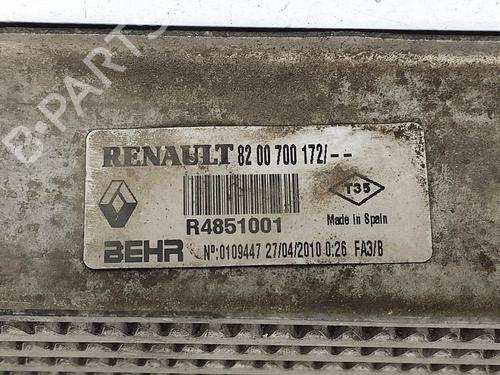 B-PARTS
RENAULT 82 00 700 172/--
T35
Made in Spain
R4851001
BEHR Nº:0109447 27/04/2010 0:26 FA3/B